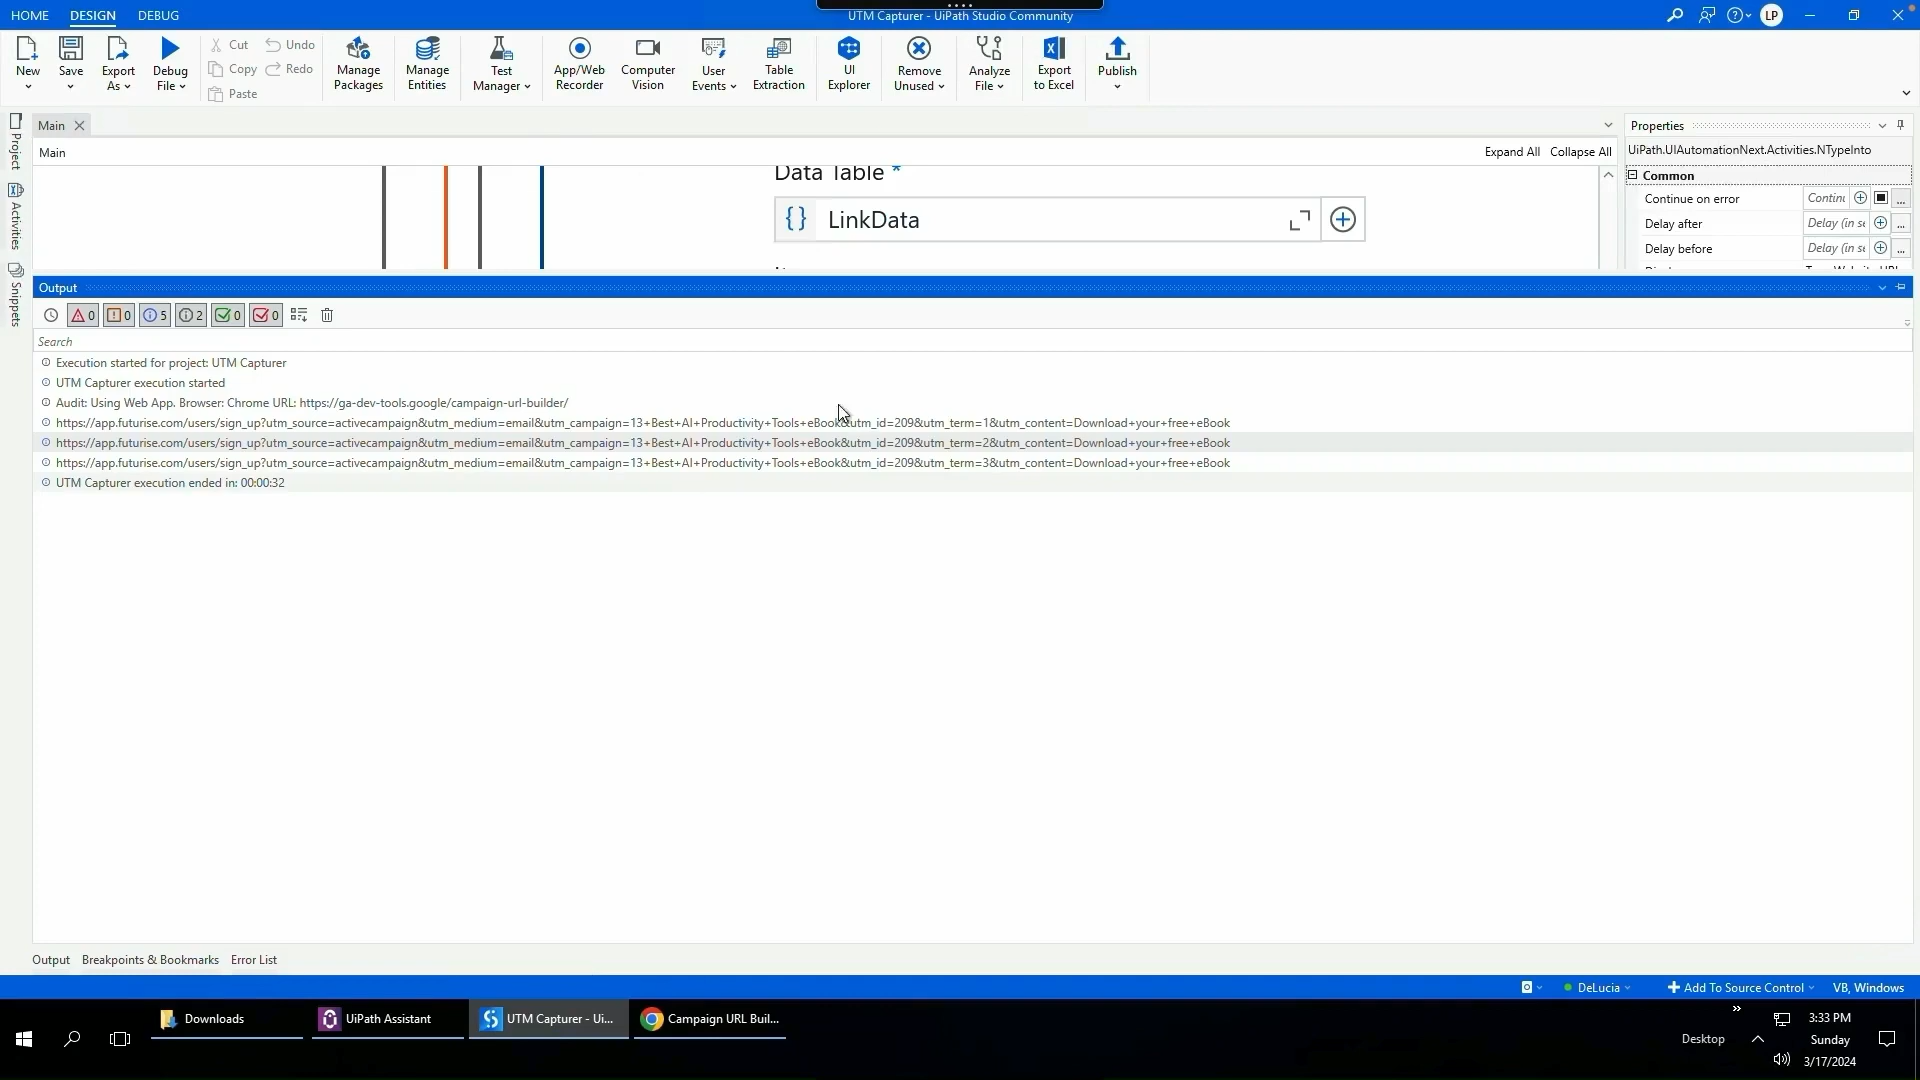 HOME DESIGN DEBUG UTM Capturer - UiPath Studio Community LP
New Save Export As Debug File Cut Copy Paste Undo Redo Manage Packages Manage Entities Test Manager App/Web Recorder Computer Vision User Events Table Extraction UI Explorer Remove Unused Analyze File Export to Excel Publish
Project
Activities
Snippets
Main
Main Expand All Collapse All
Data Table *
LinkData
Properties
UiPath.UIAutomationNext.Activities.NTypeInto
Common
Continue on error Continu ...
Delay after Delay (in se ...
Delay before Delay (in se ...
Output
0 0 5 2 0 0
Search
Execution started for project: UTM Capturer
UTM Capturer execution started
Audit: Using Web App. Browser: Chrome URL: https://ga-dev-tools.google/campaign-url-builder/
https://app.futurise.com/users/sign_up?utm_source=activecampaign&utm_medium=email&utm_campaign=13+Best+AI+Productivity+Tools+eBook&utm_id=209&utm_term=1&utm_content=Download+your+free+eBook
https://app.futurise.com/users/sign_up?utm_source=activecampaign&utm_medium=email&utm_campaign=13+Best+AI+Productivity+Tools+eBook&utm_id=209&utm_term=2&utm_content=Download+your+free+eBook
https://app.futurise.com/users/sign_up?utm_source=activecampaign&utm_medium=email&utm_campaign=13+Best+AI+Productivity+Tools+eBook&utm_id=209&utm_term=3&utm_content=Download+your+free+eBook
UTM Capturer execution ended in: 00:00:32
Output Breakpoints & Bookmarks Error List
DeLucia Add To Source Control VB, Windows
Downloads UiPath Assistant UTM Capturer - Ui... Campaign URL Buil... Desktop
3:33 PM
Sunday
3/17/2024